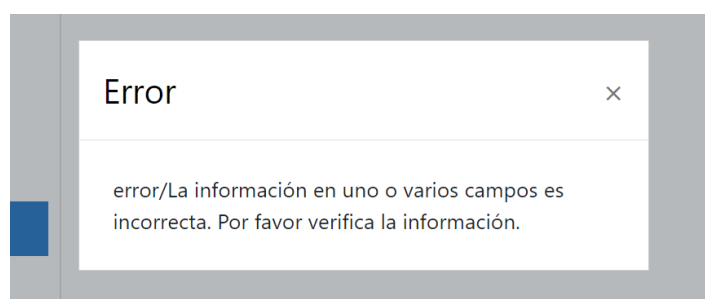 Error
error/La información en uno o varios campos es
incorrecta. Por favor verifica la información.